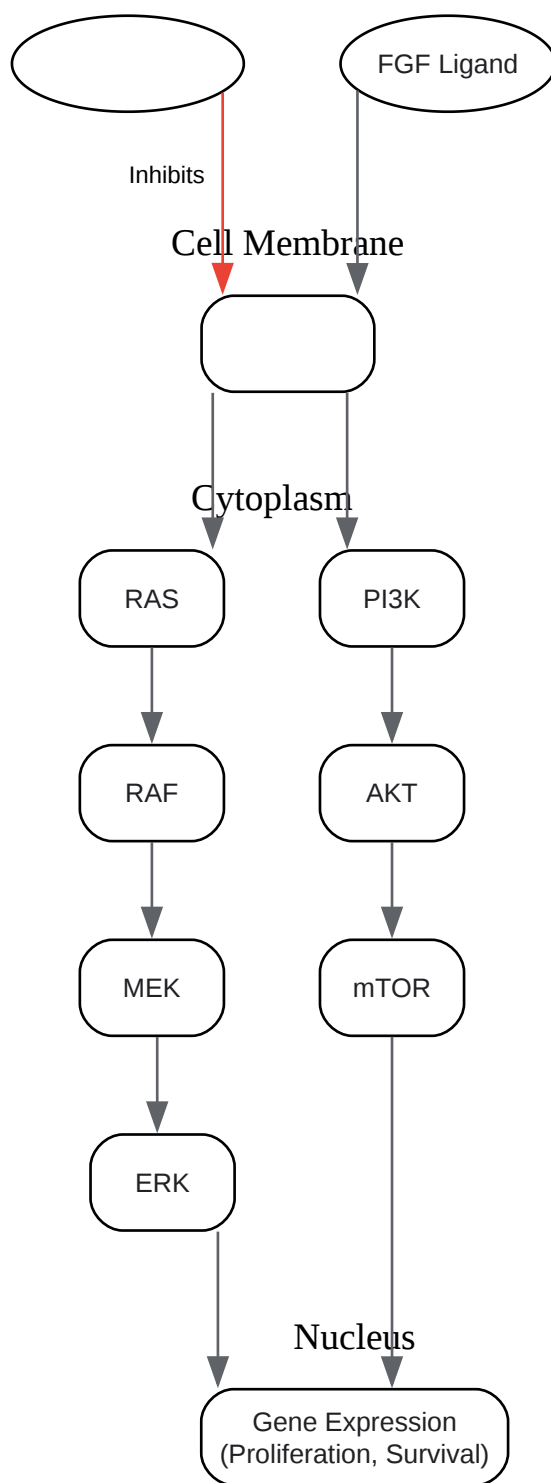 FGF Ligand
Inhibits
Cell Membrane
Cytoplasm
RAS
PI3K
RAF
AKT
MEK
mTOR
ERK
Nucleus
Gene Expression
(Proliferation, Survival)